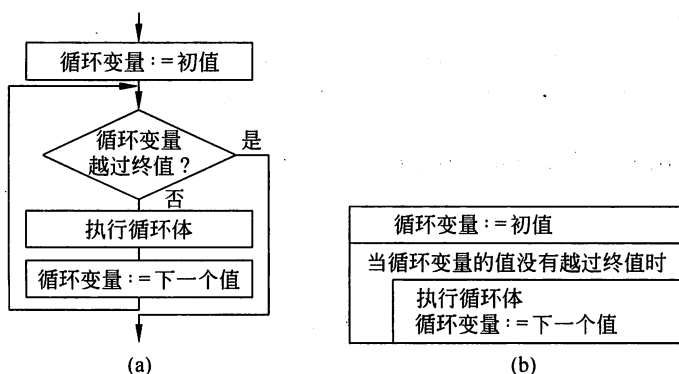 循环变量:=初值
循环变量
越过终值?
是
否
执行循环体
循环变量:=下一个值
(a)
循环变量:=初值
当循环变量的值没有越过终值时
执行循环体
循环变量:=下一个值
(b)